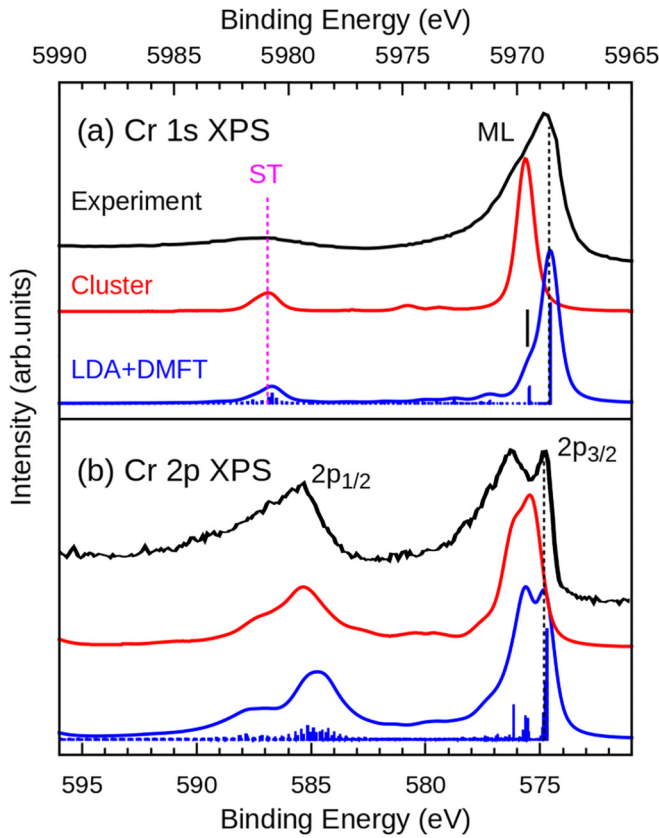 Binding Energy (eV)
5990 5985 5980 5975 5970 5965
(a) Cr 1s XPS
ML
ST
Experiment
Cluster
LDA+DMFT
Intensity (arb.units)
(b) Cr 2p XPS
2p1/2
2p3/2
595 590 585 580 575
Binding Energy (eV)